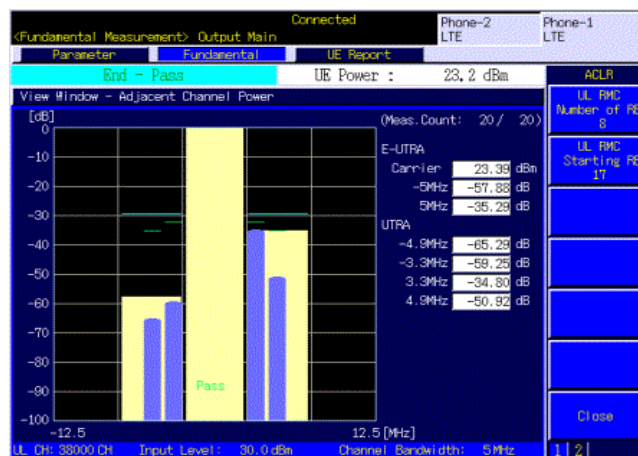 Connected
Phone-2
LTE
Phone-1
LTE
<Fundamental Measurement> Output Main
Parameter
Fundamental
UE Report
End - Pass
UE Power : 23.2 dBm
ACLR
View Window - Adjacent Channel Power
UL RMC
Number of RB
8
[dB]
(Meas.Count: 20/ 20)
0
-10
-20
-30
-40
-50
-60
-70
-80
-90
-100
E-UTRA
Carrier 23.39 dBm
-5MHz -57.88 dB
5MHz -35.29 dB
UTRA
-4.9MHz -65.29 dB
-3.3MHz -59.25 dB
3.3MHz -34.80 dB
4.9MHz -50.92 dB
UL RMC
Starting RB
17
Pass
-12.5
12.5[MHz]
Close
UL CH: 38000 CH Input Level: 30.0 dBm Channel Bandwidth: 5 MHz
1 2